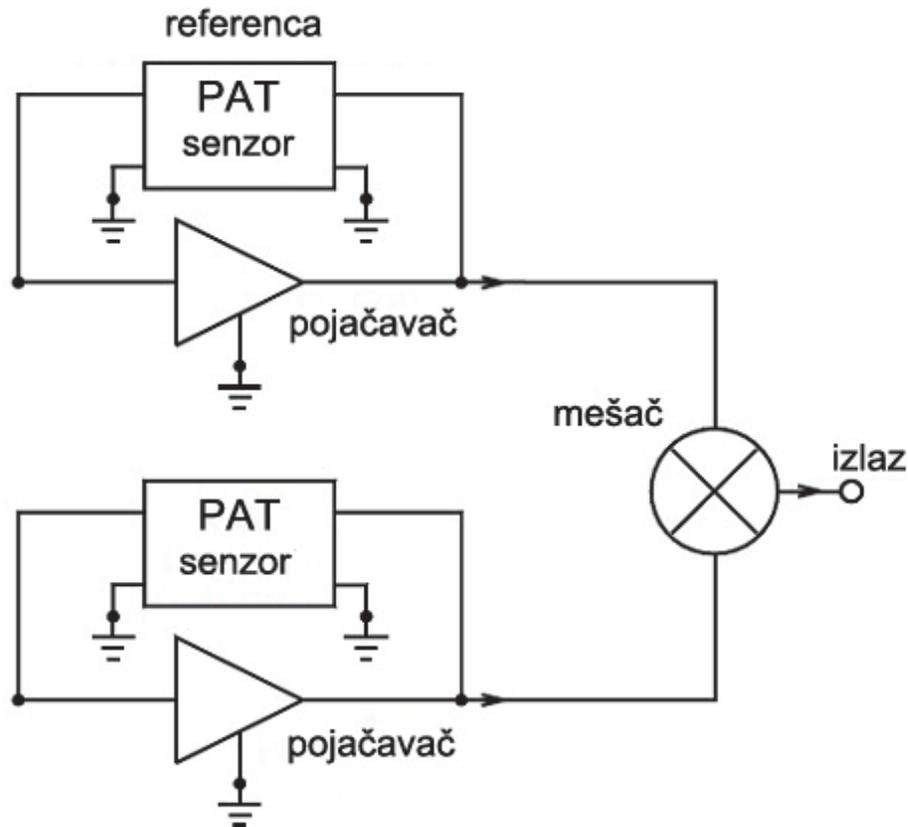 referenca
PAT
senzor
pojačavač
mešač
izlaz
PAT
senzor
pojačavač